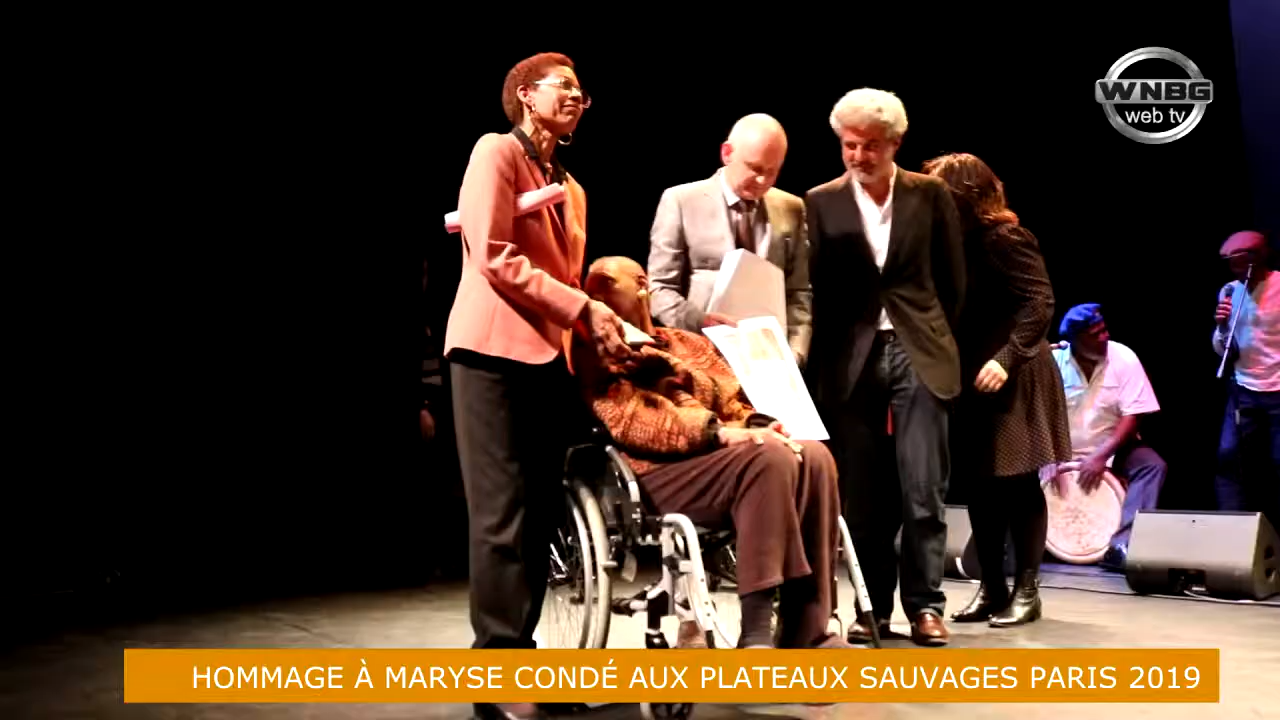 WNBG
web tv
HOMMAGE À MARYSE CONDÉ AUX PLATEAUX SAUVAGES PARIS 2019